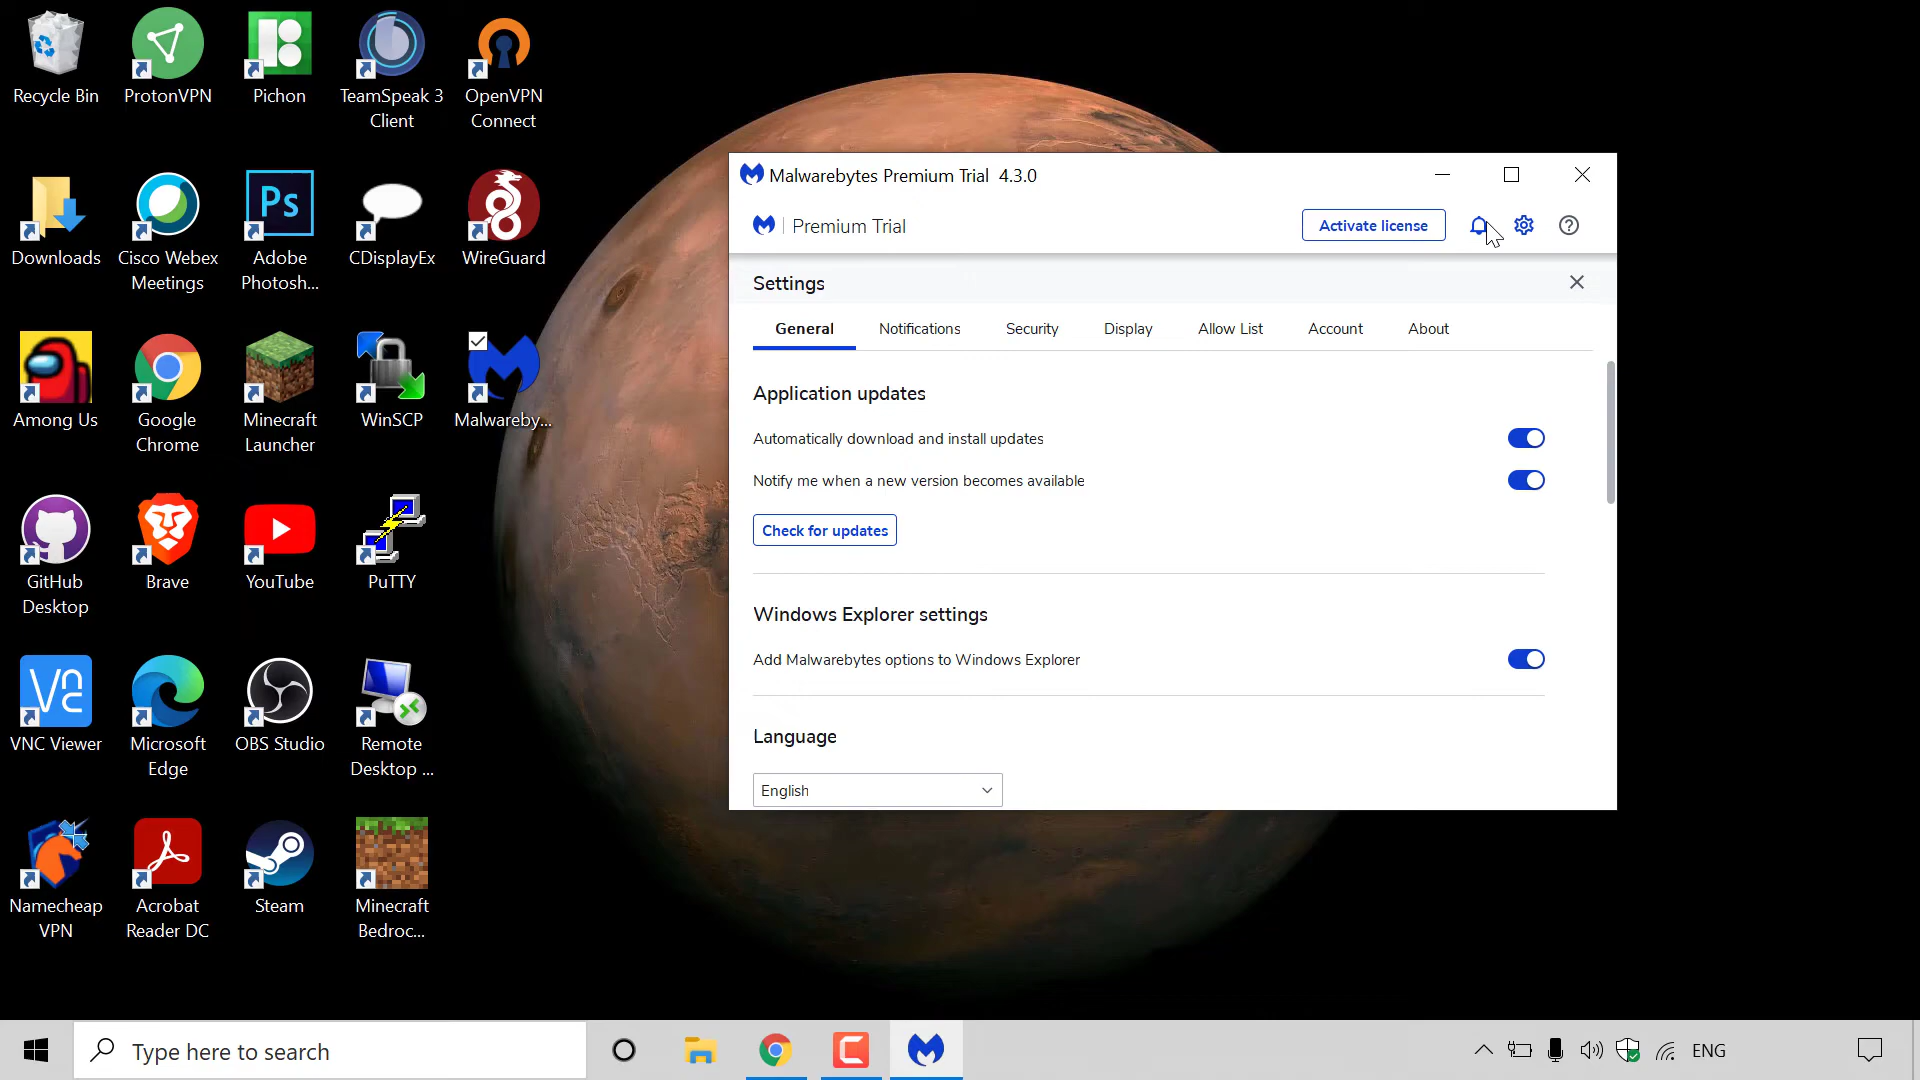 Recycle Bin
ProtonVPN
Pichon
TeamSpeak 3
Client
OpenVPN
Connect
Downloads
Cisco Webex
Meetings
Ps
Adobe
Photosh...
CDisplayEx
WireGuard
Among Us
Google
Chrome
Minecraft
Launcher
WinSCP
Malwareby...
GitHub
Desktop
Brave
YouTube
PuTTY
VNC Viewer
Microsoft
Edge
OBS Studio
Remote
Desktop ...
Namecheap
VPN
Acrobat
Reader DC
Steam
Minecraft
Bedroc...
Malwarebytes Premium Trial 4.3.0
Premium Trial
Activate license
Settings
General
Notifications
Security
Display
Allow List
Account
About
Application updates
Automatically download and install updates
Notify me when a new version becomes available
Check for updates
Windows Explorer settings
Add Malwarebytes options to Windows Explorer
Language
English
Type here to search
ENG